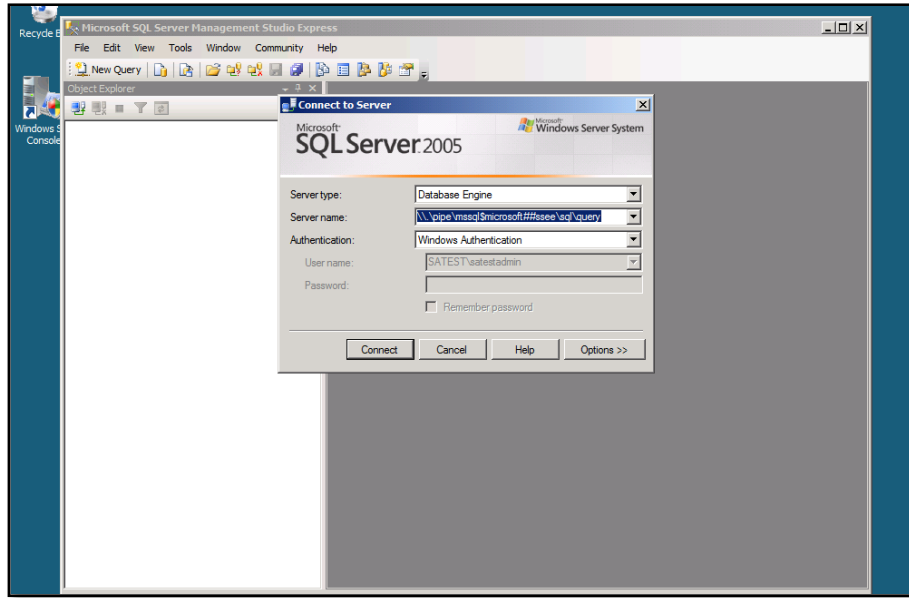 Recycle B
Microsoft SQL Server Management Studio Express
File Edit View Tools Window Community Help
New Query
Object Explorer
Windows S
Console
Connect to Server
Microsoft
SQL Server 2005
Microsoft
Windows Server System
Server type: Database Engine
Server name: \\.\pipe\mssql$microsoft##ssee\sql\query
Authentication: Windows Authentication
User name: SATEST\satestadmin
Password:
Remember password
Connect Cancel Help Options >>